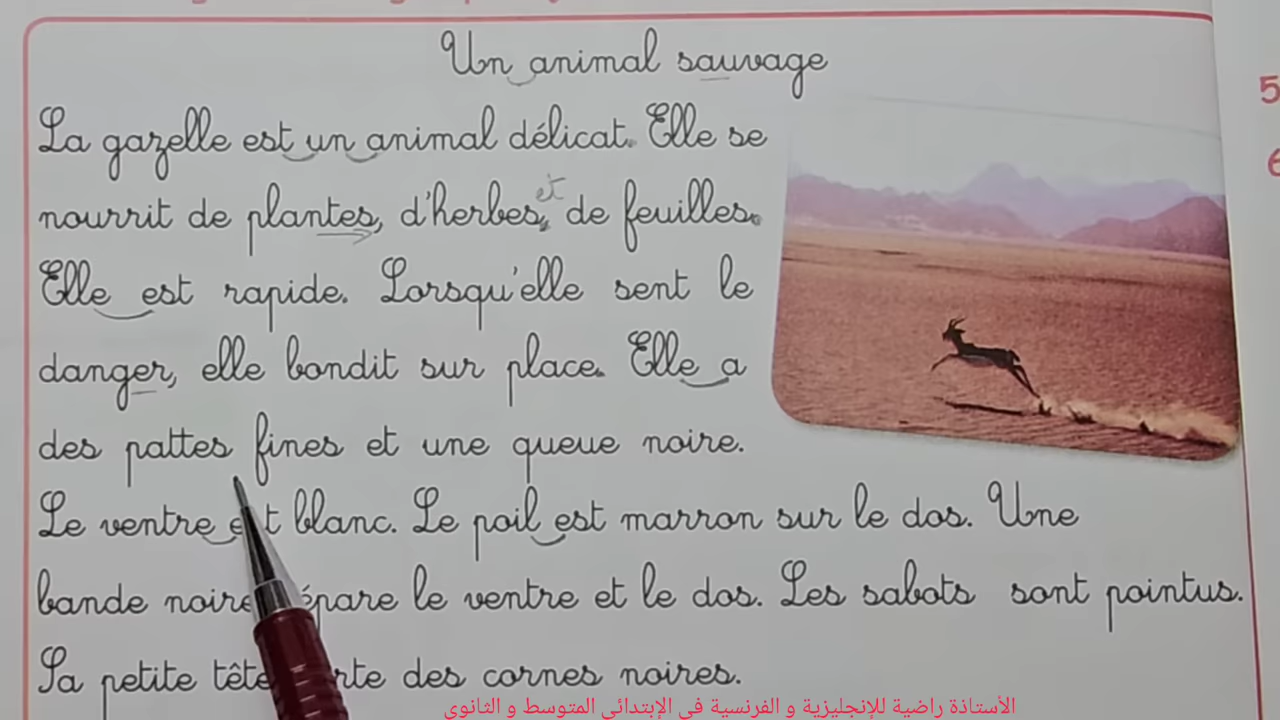 Un animal sauvage
La gazelle est un animal délicat. Elle se
et
nourrit de plantes, d'herbes, de feuilles.
Elle est rapide. Lorsqu'elle sent le
danger, elle bondit sur place. Elle a
des pattes fines et une queue noire.
Le ventre est blanc. Le poil est marron sur le dos. Une
bande noire le ventre et le dos. Les sabots sont pointus.
Sa petite des cornes noires.
الأستاذة راضية للإنجليزية و الفرنسية في الإبتدائي المتوسط و الثانوي
5
6